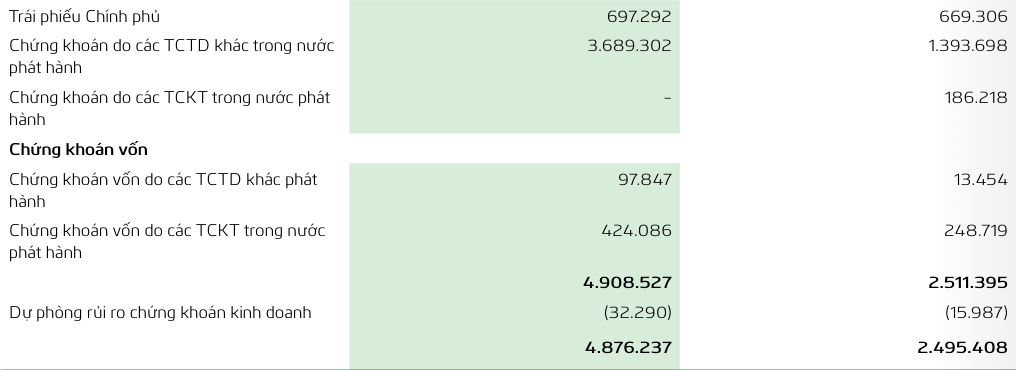 Trái phiếu Chính phủ 697.292 669.306
Chứng khoán do các TCTD khác trong nước 3.689.302 1.393.698
phát hành
Chứng khoán do các TCKT trong nước phát – 186.218
hành
Chứng khoán vốn
Chứng khoán vốn do các TCTD khác phát 97.847 13.454
hành
Chứng khoán vốn do các TCKT trong nước 424.086 248.719
phát hành
4.908.527 2.511.395
Dự phòng rủi ro chứng khoán kinh doanh (32.290) (15.987)
4.876.237 2.495.408